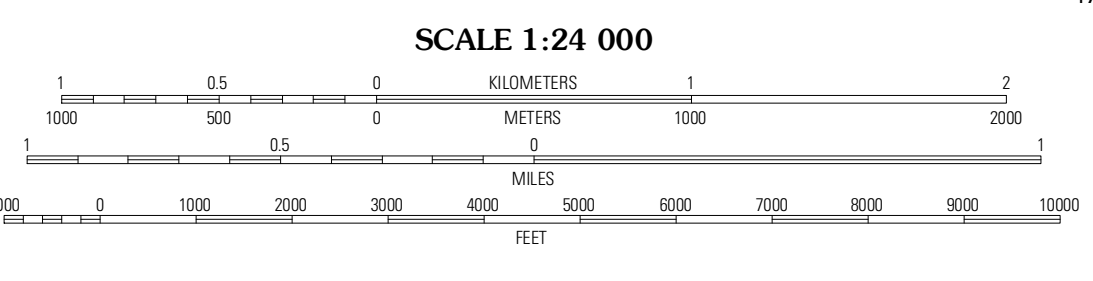 SCALE 1:24 000
1 0.5 0 KILOMETERS 1 2
1000 500 0 METERS 1000 2000
1 0.5 0 1
MILES
0 1000 2000 3000 4000 5000 6000 7000 8000 9000 10000
FEET